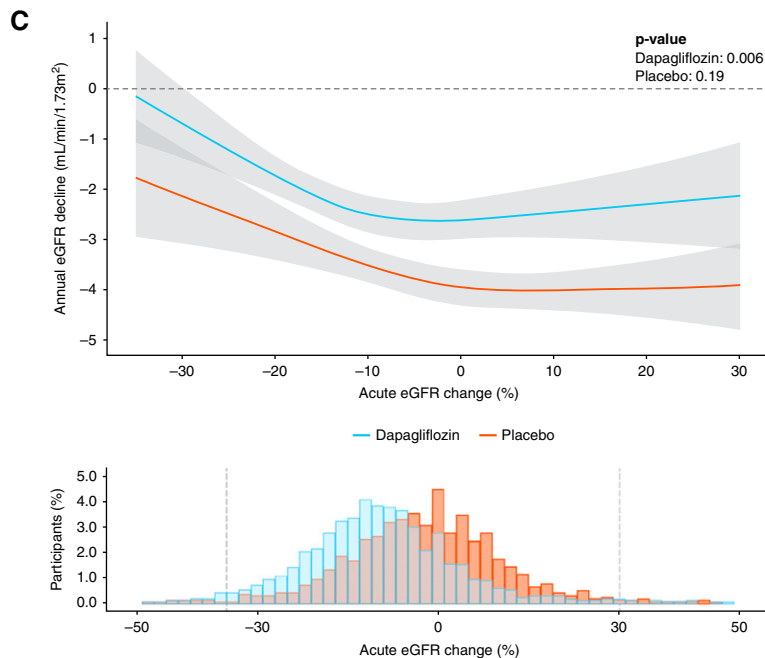 C
p-value
Dapagliflozin: 0.006
Placebo: 0.19
Annual eGFR decline (mL/min/1.73m²)
1
0
–1
–2
–3
–4
–5
–30
–20
–10
0
10
20
30
Acute eGFR change (%)
Dapagliflozin
Placebo
Participants (%)
5.0
4.0
3.0
2.0
1.0
0.0
–50
–30
0
30
50
Acute eGFR change (%)